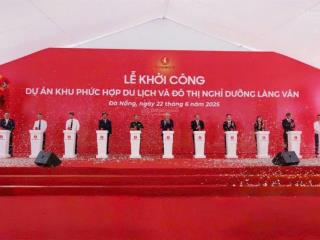 LỄ KHỞI CÔNG
DỰ ÁN KHU PHỨC HỢP DU LỊCH VÀ ĐÔ THỊ NGHỈ DƯỠNG LÀNG VÂN
Đà Nẵng, ngày 22 tháng 6 năm 2025